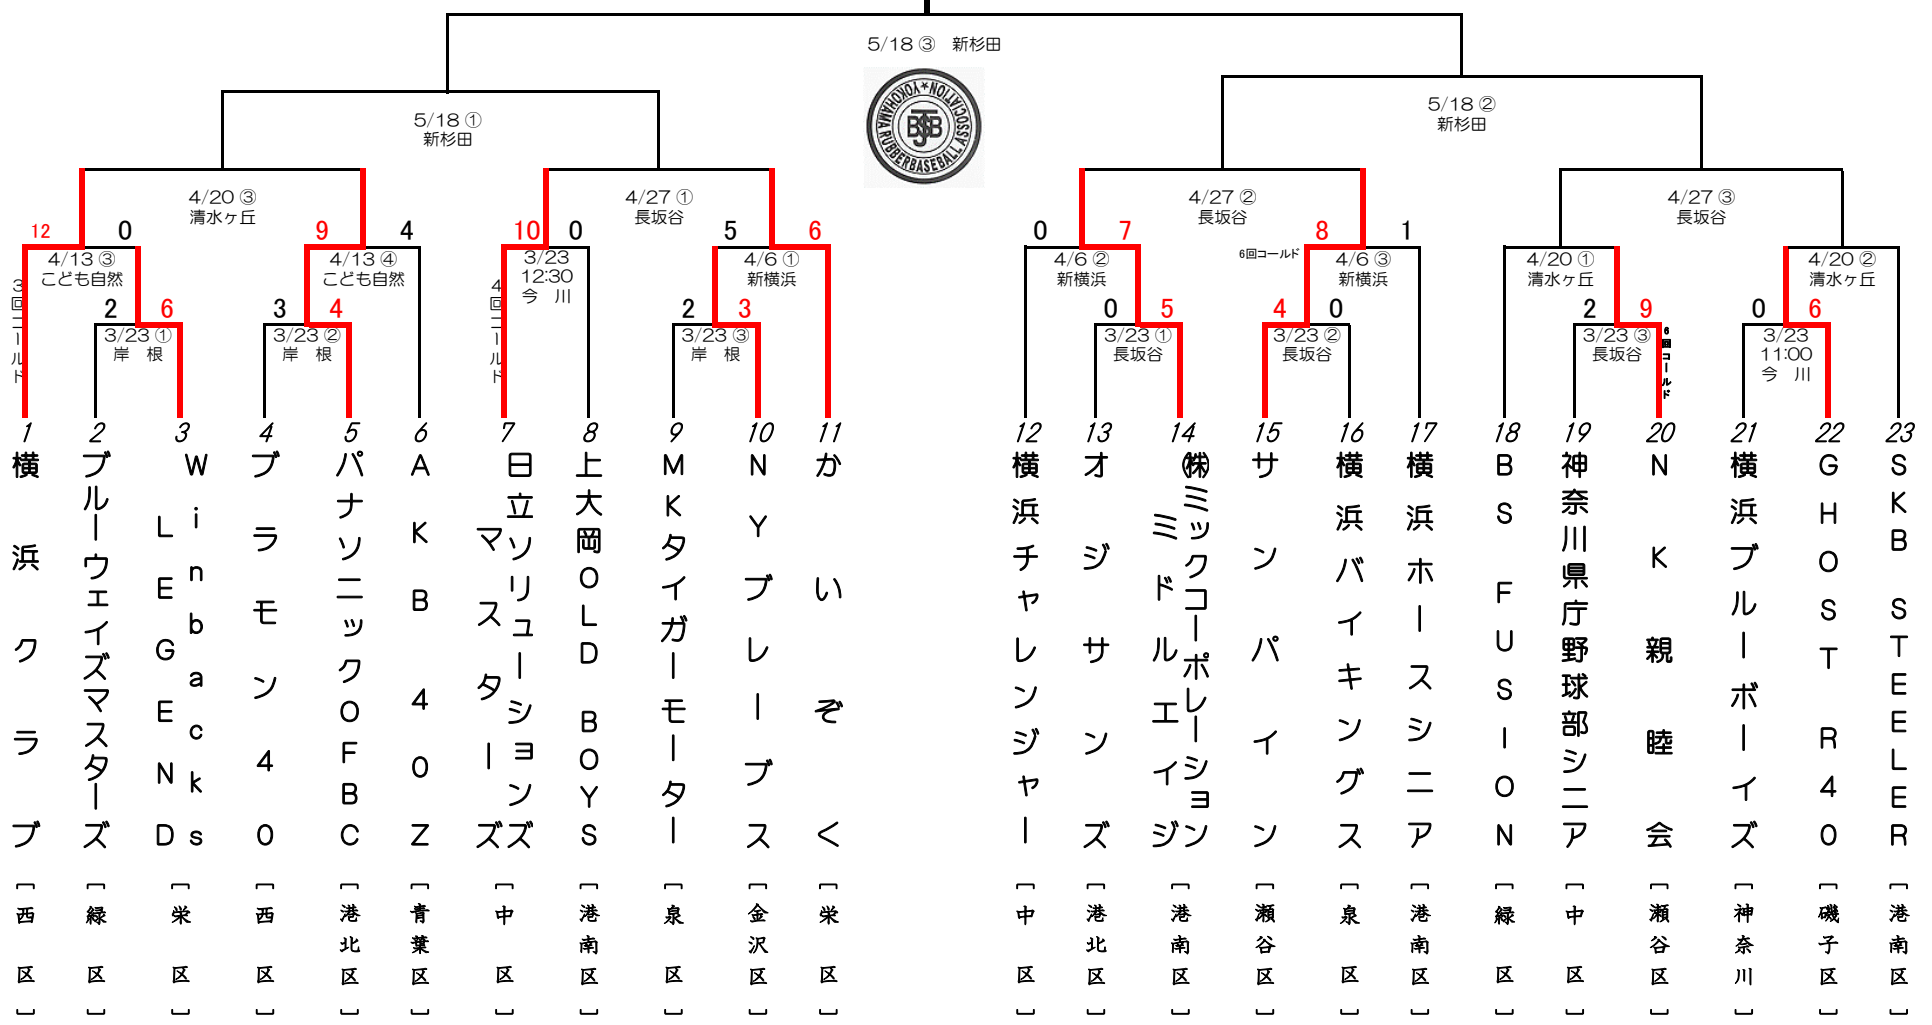 5/18 ③　新杉田
YOKOHAMA RUBBERBASEBALL ASSOCIATION
5/18 ①
新杉田
5/18 ②
新杉田
4/20 ③
清水ヶ丘
4/27 ①
長坂谷
4/27 ②
長坂谷
4/27 ③
長坂谷
12 0 9 4 10 0 5 6 0 7 8 1
4/13 ③
こども自然
4/13 ④
こども自然
3/23
12:30
今　川
4/6 ①
新横浜
4/6 ②
新横浜
6回コールド
4/6 ③
新横浜
4/20 ①
清水ヶ丘
4/20 ②
清水ヶ丘
3回コールド
4回コールド
2 6 3 4 2 3 0 5 4 0 2 9 0 6
3/23 ①
岸　根
3/23 ②
岸　根
3/23 ③
岸　根
3/23 ①
長坂谷
3/23 ②
長坂谷
3/23 ③
長坂谷
6回コールド
3/23
11:00
今　川
1 2 3 4 5 6 7 8 9 10 11 12 13 14 15 16 17 18 19 20 21 22 23
横浜クラブ
ブルーウェイズマスターズ
Winbacks
LEGEND
ブラモン40
パナソニックOFBC
AKB40Z
日立ソリューションズ
マスターズ
上大岡OLD BOYS
MKタイガーモーター
NYブレーブス
かいぞく
横浜チャレンジャー
オジサンズ
㈱ミックコーポレーション
ミドルエイジ
サンパイン
横浜バイキングス
横浜ホースシニア
BS FUSION
神奈川県庁野球部シニア
NK親睦会
横浜ブルーボーイズ
GHOST R40
SKB STEELER
[西区]
[緑区]
[栄区]
[西区]
[港北区]
[青葉区]
[中区]
[港南区]
[泉区]
[金沢区]
[栄区]
[中区]
[港北区]
[港南区]
[瀬谷区]
[泉区]
[港南区]
[緑区]
[中区]
[瀬谷区]
[神奈川]
[磯子区]
[港南区]